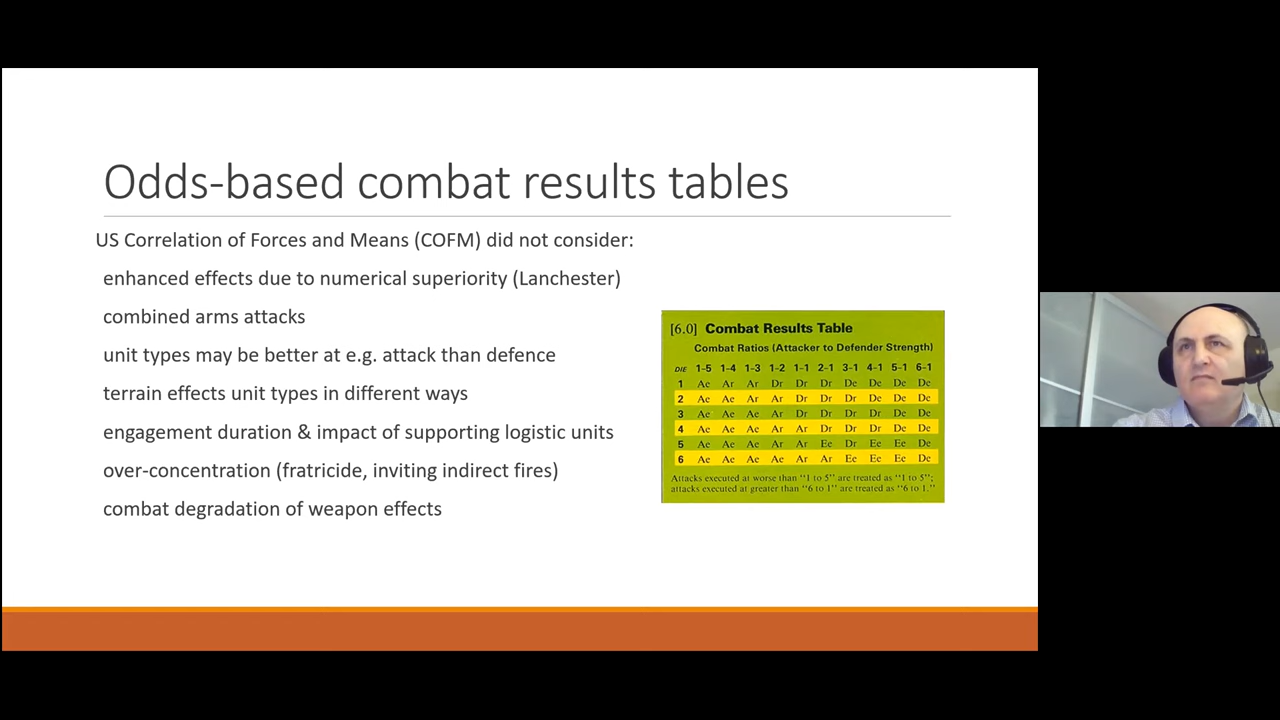 Odds-based combat results tables
US Correlation of Forces and Means (COFM) did not consider:
enhanced effects due to numerical superiority (Lanchester)
combined arms attacks
unit types may be better at e.g. attack than defence
terrain effects unit types in different ways
engagement duration & impact of supporting logistic units
over-concentration (fratricide, inviting indirect fires)
combat degradation of weapon effects
[6.0] Combat Results Table
Combat Ratios (Attacker to Defender Strength)
DIE 1-5 1-4 1-3 1-2 1-1 2-1 3-1 4-1 5-1 6-1
1 Ae Ar Ar Dr Dr Dr De De De De
2 Ae Ae Ar Ar Dr Dr Dr De De De
3 Ae Ae Ae Ar Dr Dr Dr Dr De De
4 Ae Ae Ae Ar Ar Dr Dr Dr Dr De
5 Ae Ae Ae Ar Ar Ee Dr Ee Ee De
6 Ae Ae Ae Ae Ar Ar Ee Ee Ee De
Attacks executed at worse than "1 to 5" are treated as "1 to 5";
attacks executed at greater than "6 to 1" are treated as "6 to 1."